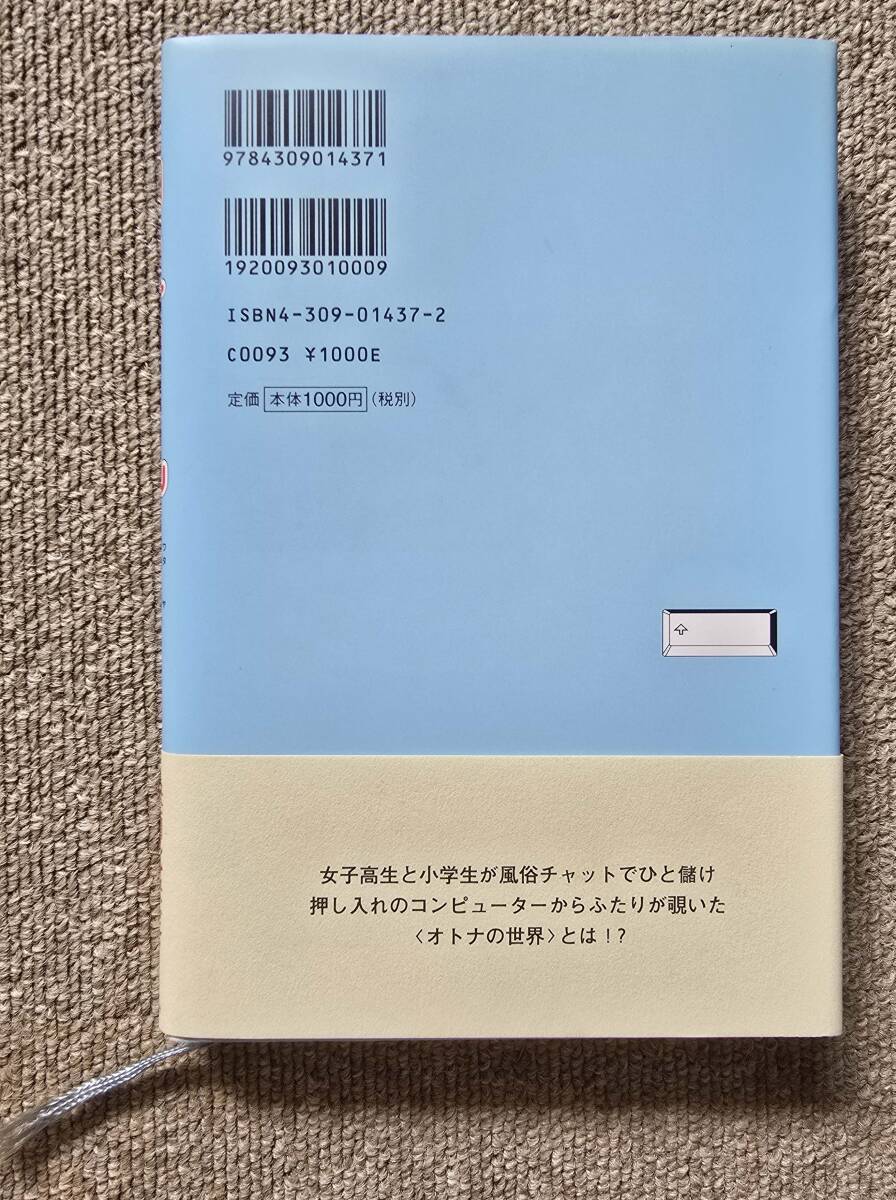 9784309014371
1920093010009
ISBN4-309-01437-2
C0093 ¥1000E
定価 本体1000円(税別)
女子高生と小学生が風俗チャットでひと儲け
押し入れのコンピューターからふたりが覗いた
〈オトナの世界〉とは!?